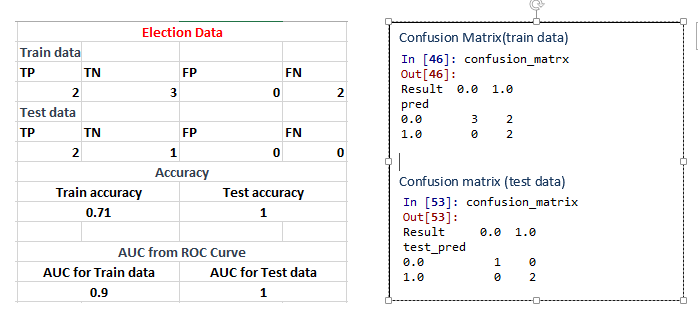 Election Data
Train data
TP TN FP FN
2 3 0 2
Test data
TP TN FP FN
2 1 0 0
Accuracy
Train accuracy Test accuracy
0.71 1
AUC from ROC Curve
AUC for Train data AUC for Test data
0.9 1
Confusion Matrix(train data)
In [46]: confusion_matrx
Out[46]:
Result 0.0 1.0
pred
0.0 3 2
1.0 0 2
Confusion matrix (test data)
In [53]: confusion_matrix
Out[53]:
Result 0.0 1.0
test_pred
0.0 1 0
1.0 0 2